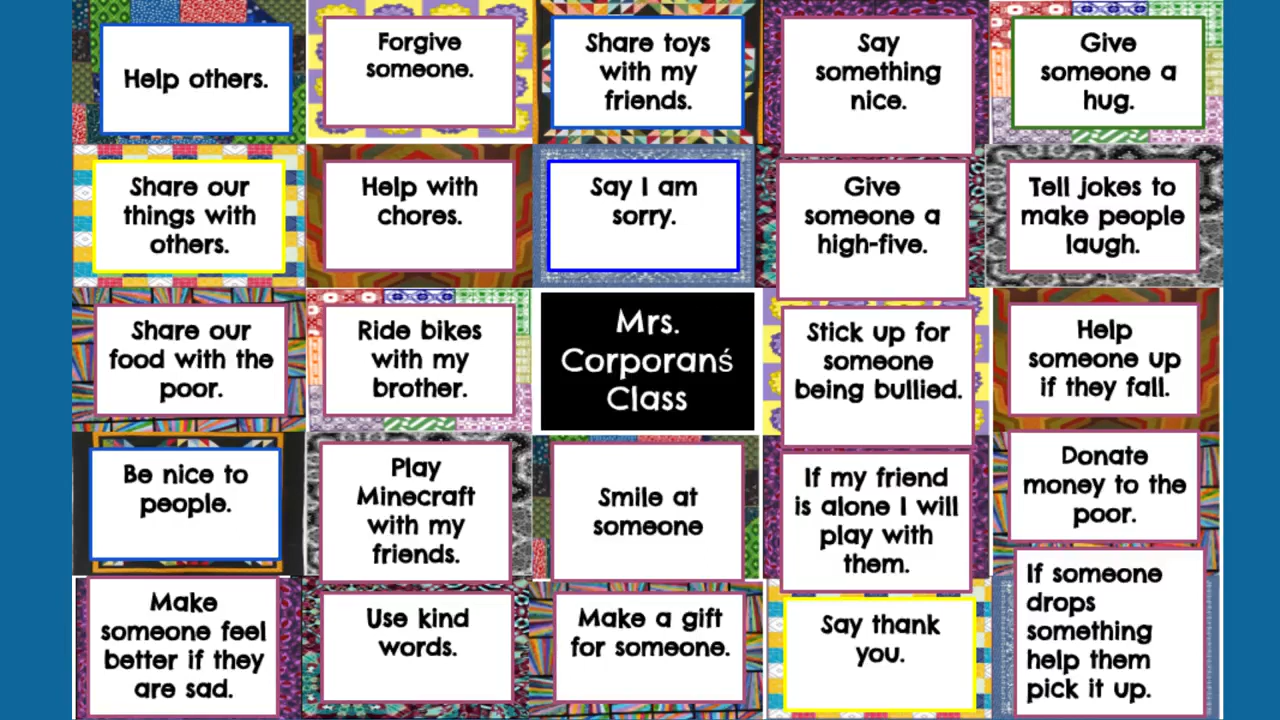 Help others.
Forgive
someone.
Share toys
with my
friends.
Say
something
nice.
Give
someone a
hug.
Share our
things with
others.
Help with
chores.
Say I am
sorry.
Give
someone a
high-five.
Tell jokes to
make people
laugh.
Share our
food with the
poor.
Ride bikes
with my
brother.
Mrs.
Corporanś
Class
Stick up for
someone
being bullied.
Help
someone up
if they fall.
Be nice to
people.
Play
Minecraft
with my
friends.
Smile at
someone
If my friend
is alone I will
play with
them.
Donate
money to the
poor.
Make
someone feel
better if they
are sad.
Use kind
words.
Make a gift
for someone.
Say thank
you.
If someone
drops
something
help them
pick it up.